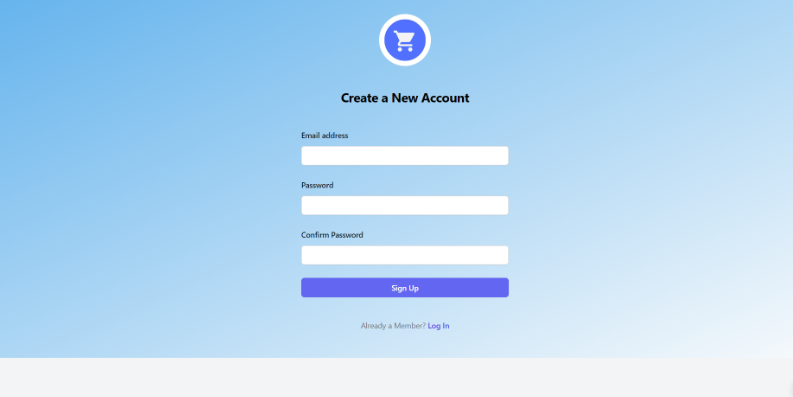 Create a New Account
Email address
Password
Confirm Password
Sign Up
Already a Member? Log In